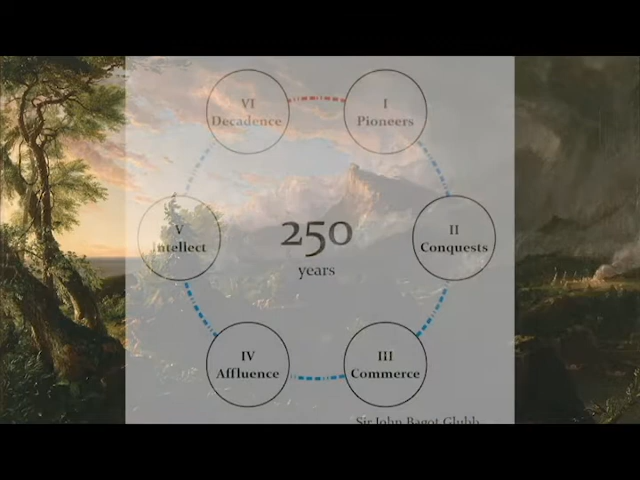 VI
Decadence
I
Pioneers
V
Intellect
250
years
II
Conquests
IV
Affluence
III
Commerce
Sir John Bagot Glubb